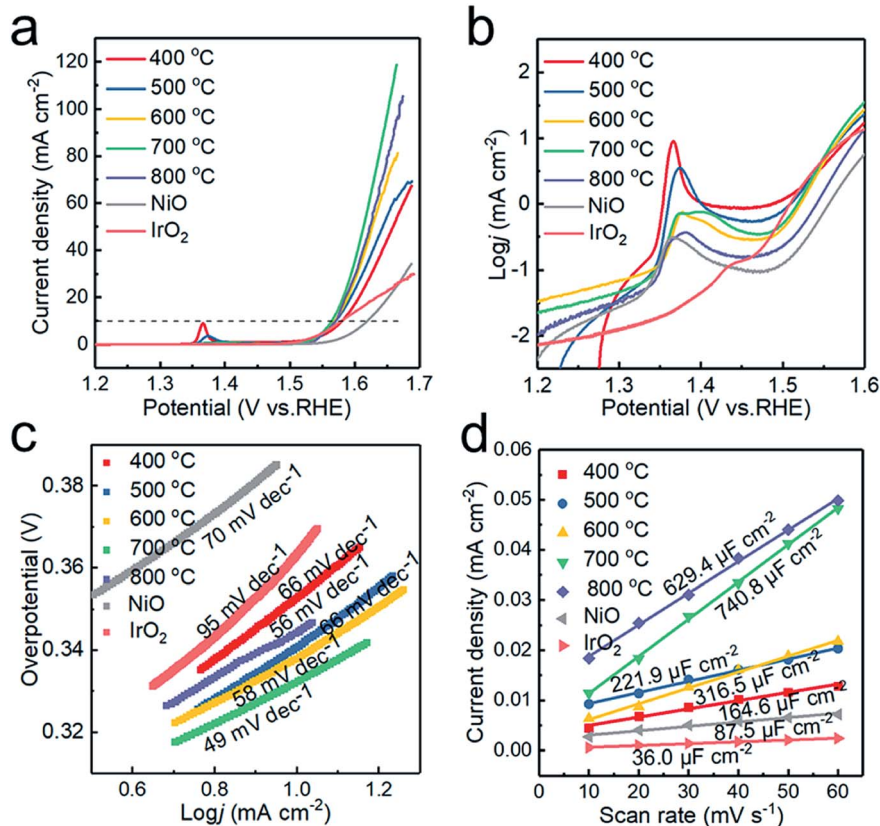 a
400 °C
500 °C
600 °C
700 °C
800 °C
NiO
IrO₂
Current density (mA cm⁻²)
120
100
80
60
40
20
0
1.2 1.3 1.4 1.5 1.6 1.7
Potential (V vs.RHE)
b
400 °C
500 °C
600 °C
700 °C
800 °C
NiO
IrO₂
Logj (mA cm⁻²)
2
1
0
-1
-2
1.2 1.3 1.4 1.5 1.6
Potential (V vs.RHE)
c
400 °C
500 °C
600 °C
700 °C
800 °C
NiO
IrO₂
70 mV dec⁻¹
95 mV dec⁻¹
66 mV dec⁻¹
56 mV dec⁻¹
66 mV dec⁻¹
58 mV dec⁻¹
49 mV dec⁻¹
Overpotential (V)
0.38
0.36
0.34
0.32
0.6 0.8 1.0 1.2
Logj (mA cm⁻²)
d
400 °C
500 °C
600 °C
700 °C
800 °C
NiO
IrO₂
629.4 µF cm⁻²
740.8 µF cm⁻²
221.9 µF cm⁻²
316.5 µF cm⁻²
164.6 µF cm⁻²
87.5 µF cm⁻²
36.0 µF cm⁻²
Current density (mA cm⁻²)
0.06
0.05
0.04
0.03
0.02
0.01
0.00
0 10 20 30 40 50 60
Scan rate (mV s⁻¹)